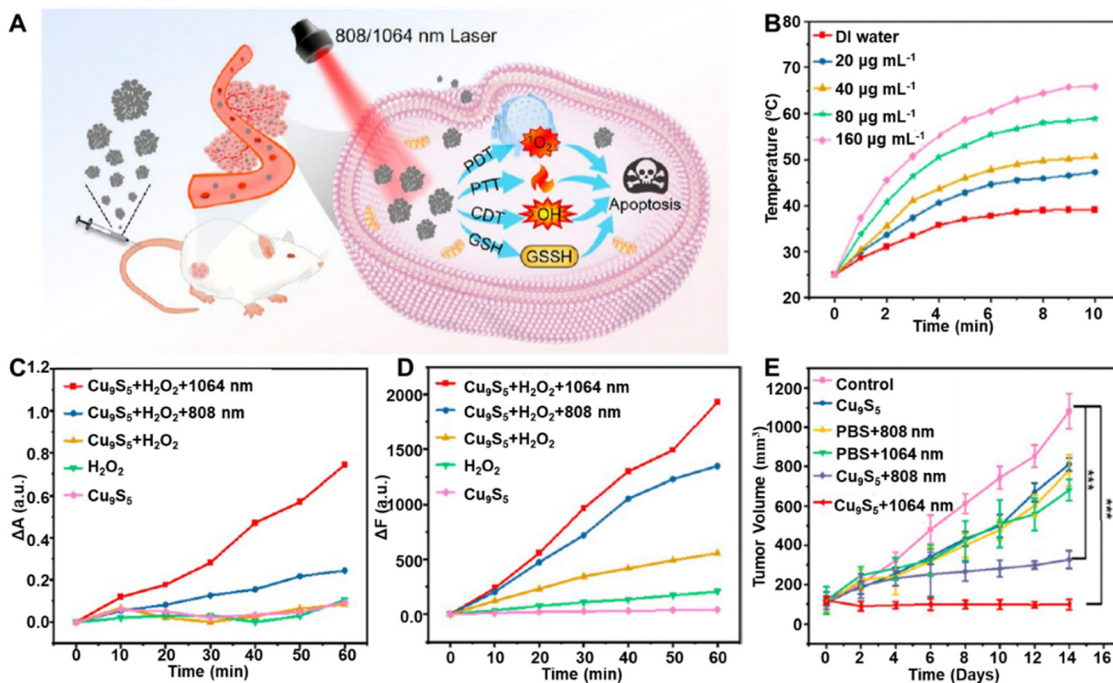 A
808/1064 nm Laser
PDT
¹O₂
PTT
CDT
·OH
GSH
GSSH
Apoptosis
B
DI water
20 µg mL⁻¹
40 µg mL⁻¹
80 µg mL⁻¹
160 µg mL⁻¹
Temperature (°C)
80
70
60
50
40
30
20
0 2 4 6 8 10
Time (min)
C
Cu₉S₅+H₂O₂+1064 nm
Cu₉S₅+H₂O₂+808 nm
Cu₉S₅+H₂O₂
H₂O₂
Cu₉S₅
ΔA (a.u.)
1.2
1.0
0.8
0.6
0.4
0.2
0.0
0 10 20 30 40 50 60
Time (min)
D
Cu₉S₅+H₂O₂+1064 nm
Cu₉S₅+H₂O₂+808 nm
Cu₉S₅+H₂O₂
H₂O₂
Cu₉S₅
ΔF (a.u.)
2000
1500
1000
500
0
0 10 20 30 40 50 60
Time (min)
E
Control
Cu₉S₅
PBS+808 nm
PBS+1064 nm
Cu₉S₅+808 nm
Cu₉S₅+1064 nm
Tumor Volume (mm³)
1200
1000
800
600
400
200
0
***
***
0 2 4 6 8 10 12 14 16
Time (Days)